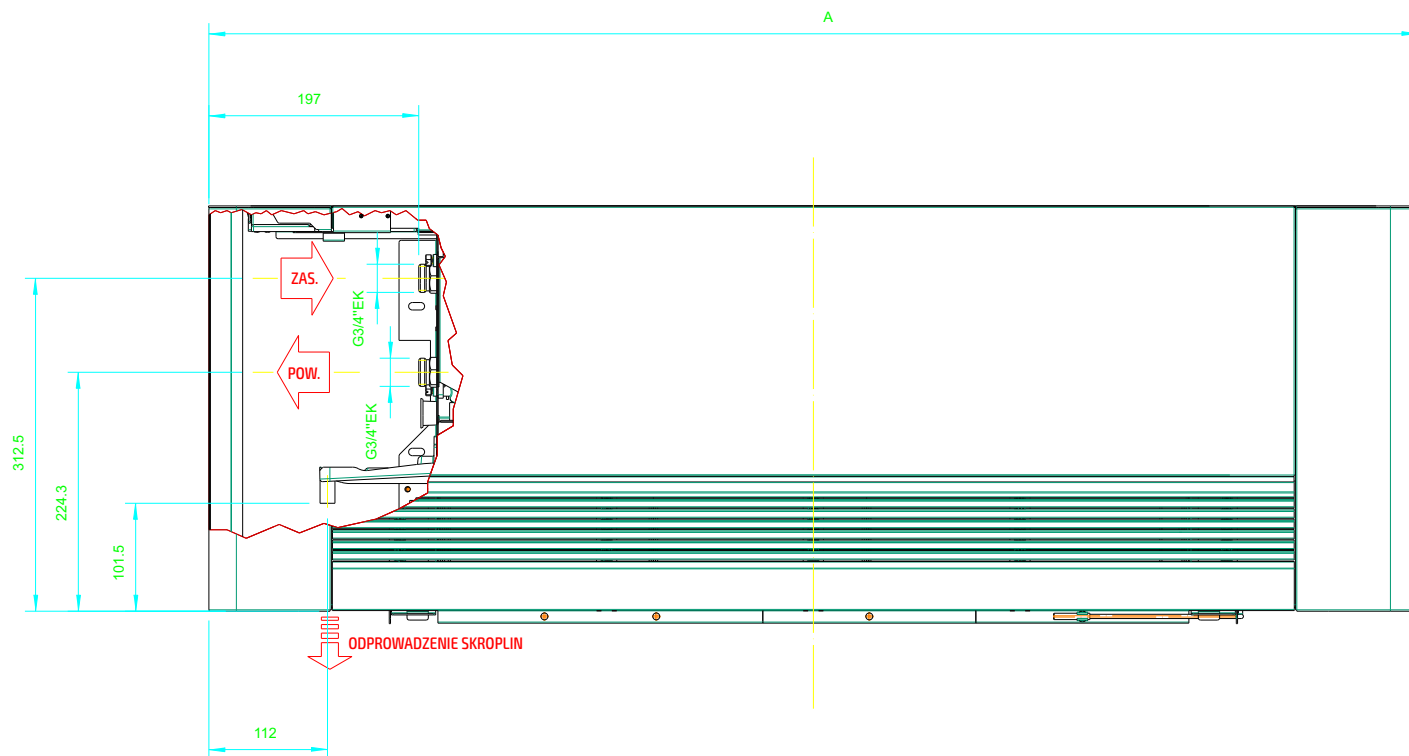 A
197
ZAS.
G3/4"EK
POW.
G3/4"EK
312.5
224.3
101.5
ODPROWADZENIE SKROPLIN
112